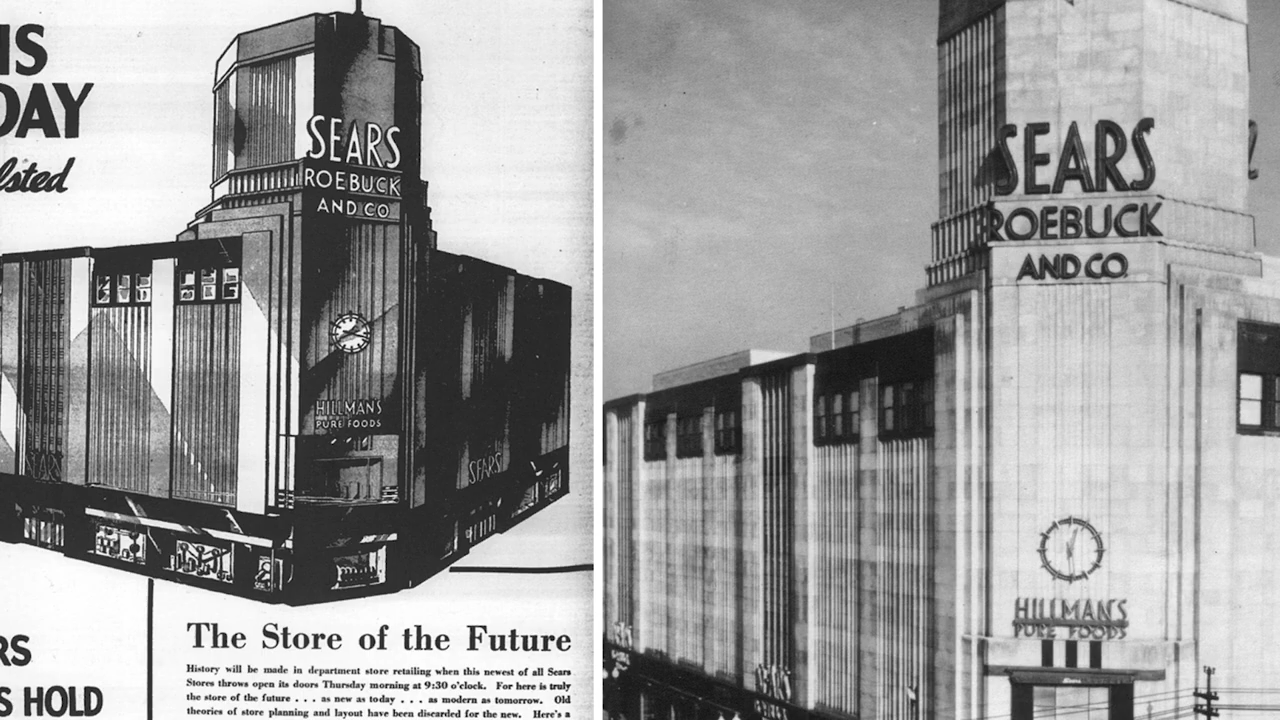 IS
DAY
lsted
SEARS
ROEBUCK
AND CO
HILLMAN'S
PURE FOODS
SEARS
SEARS
RS
S HOLD
The Store of the Future
History will be made in department store retailing when this newest of all Sears
Stores throws open its doors Thursday morning at 9:30 o'clock. For here is truly
the store of the future . . . as new as today . . . as modern as tomorrow. Old
theories of store planning and layout have been discarded for the new. Here's a
SEARS
ROEBUCK
AND CO.
HILLMAN'S
PURE FOODS
SEARS
Sears